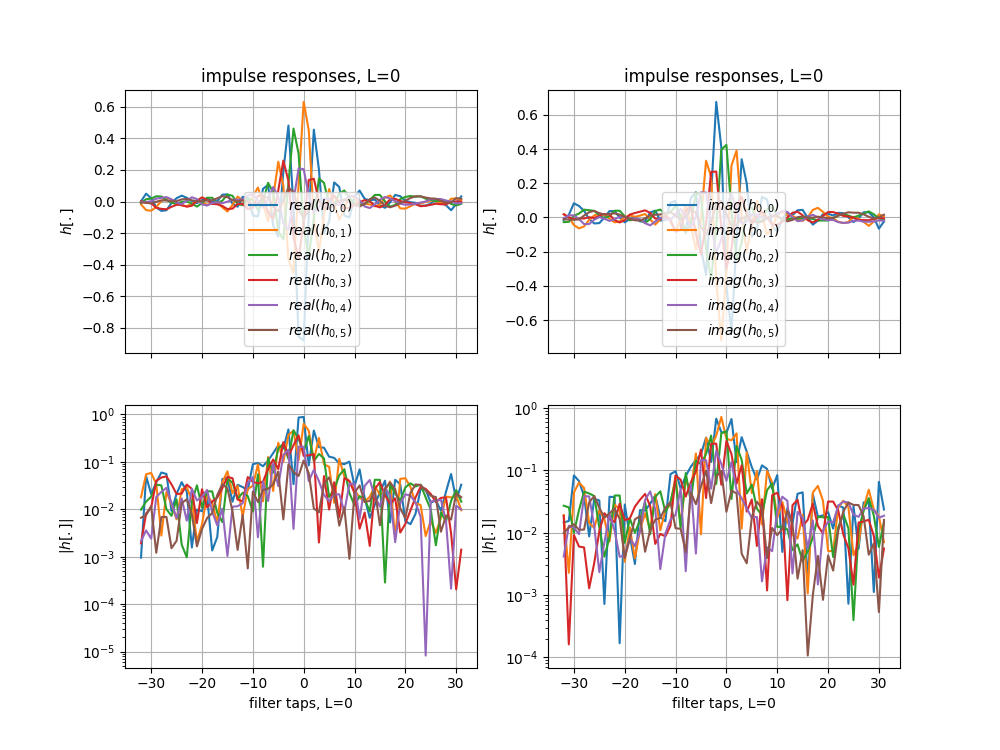 impulse responses, L=0
0.6
0.4
0.2
0.0
−0.2
−0.4
−0.6
−0.8
h[.]
real(h0,0)
real(h0,1)
real(h0,2)
real(h0,3)
real(h0,4)
real(h0,5)
impulse responses, L=0
0.6
0.4
0.2
0.0
−0.2
−0.4
−0.6
h[.]
imag(h0,0)
imag(h0,1)
imag(h0,2)
imag(h0,3)
imag(h0,4)
imag(h0,5)
10⁰
10⁻¹
10⁻²
10⁻³
10⁻⁴
10⁻⁵
|h[.]|
−30 −20 −10 0 10 20 30
filter taps, L=0
10⁰
10⁻¹
10⁻²
10⁻³
10⁻⁴
|h[.]|
−30 −20 −10 0 10 20 30
filter taps, L=0